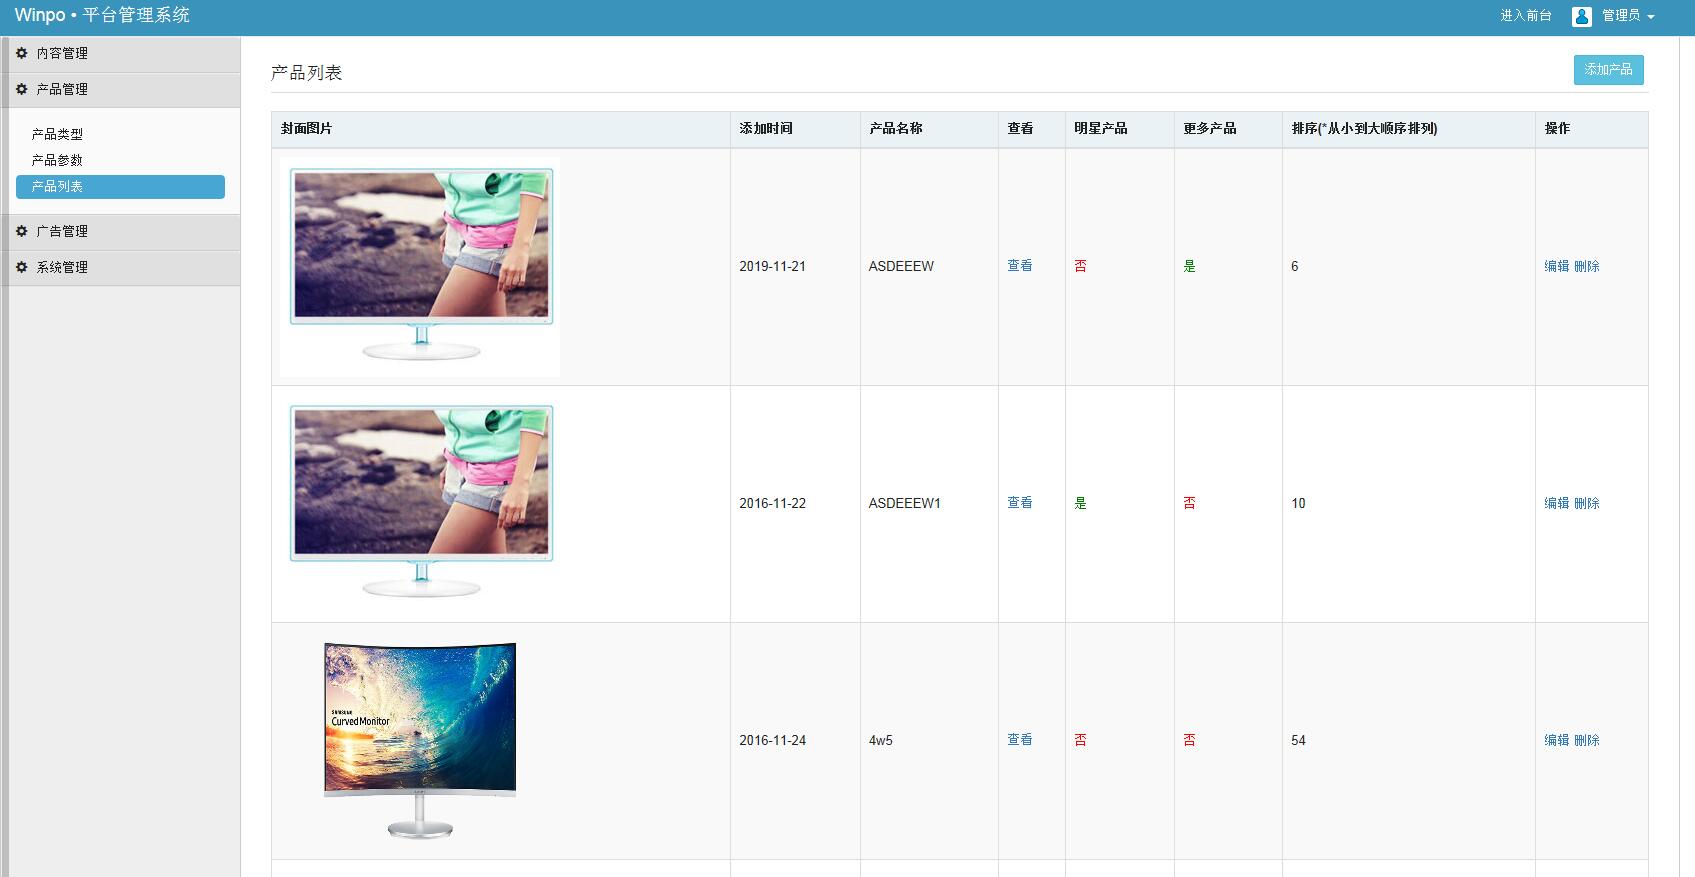 Winpo • 平台管理系统
进入前台 管理员
内容管理
产品管理
产品类型
产品参数
产品列表
广告管理
系统管理
产品列表
添加产品
封面图片 添加时间 产品名称 查看 明星产品 更多产品 排序(*从小到大顺序排列) 操作
2019-11-21 ASDEEEW 查看 否 是 6 编辑 删除
2016-11-22 ASDEEEW1 查看 是 否 10 编辑 删除
SAMSUNG
Curved Monitor
2016-11-24 4w5 查看 否 否 54 编辑 删除